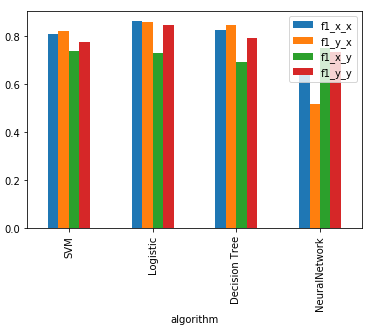 f1_x_x
f1_y_x
f1_x_y
f1_y_y
0.8
0.6
0.4
0.2
0.0
SVM
Logistic
Decision Tree
NeuralNetwork
algorithm